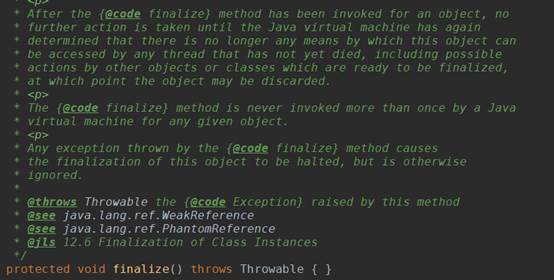 * <p>
* After the {@code finalize} method has been invoked for an object, no
* further action is taken until the Java virtual machine has again
* determined that there is no longer any means by which this object can
* be accessed by any thread that has not yet died, including possible
* actions by other objects or classes which are ready to be finalized,
* at which point the object may be discarded.
* <p>
* The {@code finalize} method is never invoked more than once by a Java
* virtual machine for any given object.
* <p>
* Any exception thrown by the {@code finalize} method causes
* the finalization of this object to be halted, but is otherwise
* ignored.
*
* @throws Throwable the {@code Exception} raised by this method
* @see java.lang.ref.WeakReference
* @see java.lang.ref.PhantomReference
* @jls 12.6 Finalization of Class Instances
*/
protected void finalize() throws Throwable { }